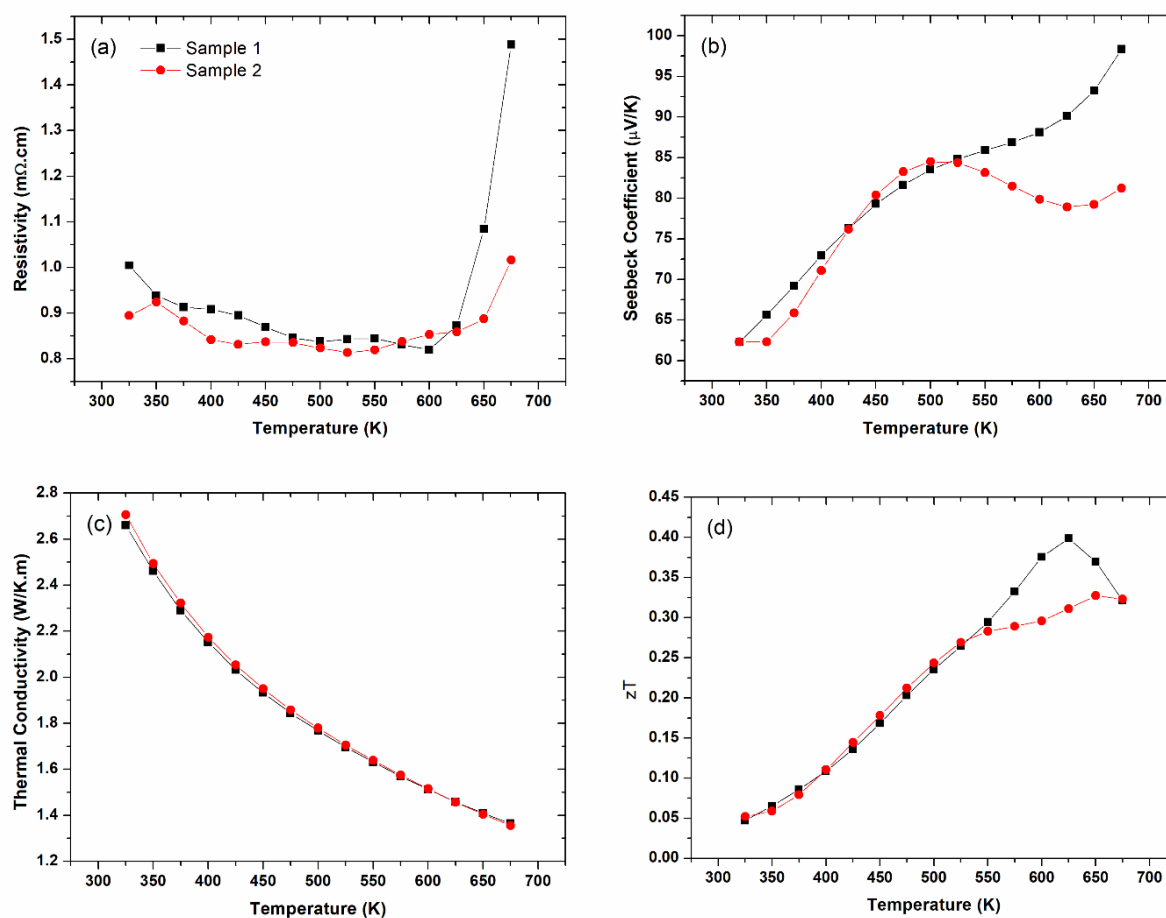 (a)
Sample 1
Sample 2
Resistivity (mΩ.cm)
1.5
1.4
1.3
1.2
1.1
1.0
0.9
0.8
300 350 400 450 500 550 600 650 700
Temperature (K)
(b)
Seebeck Coefficient (μV/K)
100
95
90
85
80
75
70
65
60
300 350 400 450 500 550 600 650 700
Temperature (K)
(c)
Thermal Conductivity (W/K.m)
2.8
2.6
2.4
2.2
2.0
1.8
1.6
1.4
1.2
300 350 400 450 500 550 600 650 700
Temperature (K)
(d)
zT
0.45
0.40
0.35
0.30
0.25
0.20
0.15
0.10
0.05
0.00
300 350 400 450 500 550 600 650 700
Temperature (K)